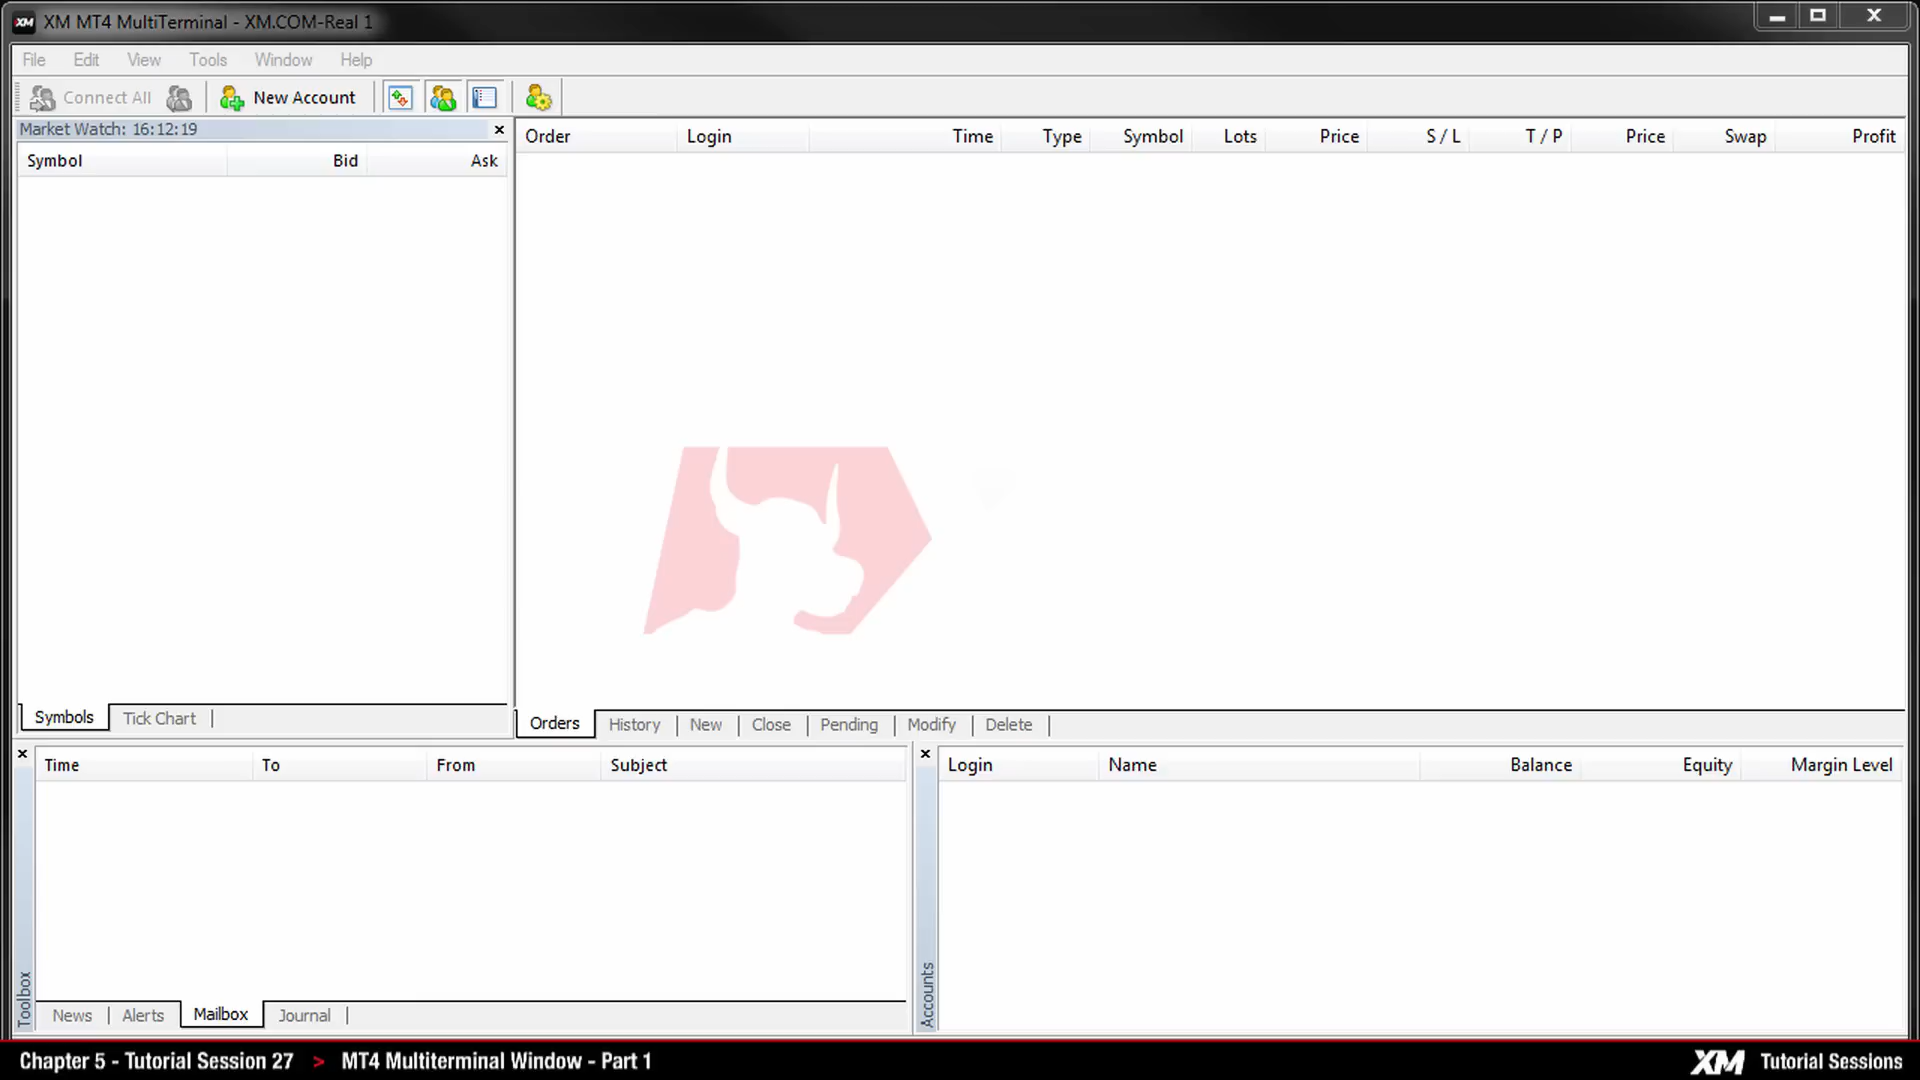 XM MT4 MultiTerminal - XM.COM-Real 1
File Edit View Tools Window Help
Connect All New Account
Market Watch: 16:12:19
Symbol Bid Ask
Order Login Time Type Symbol Lots Price S / L T / P Price Swap Profit
Symbols Tick Chart
Orders History New Close Pending Modify Delete
Time To From Subject
Login Name Balance Equity Margin Level
Toolbox
Accounts
News Alerts Mailbox Journal
Chapter 5 - Tutorial Session 27 > MT4 Multiterminal Window - Part 1
XM Tutorial Sessions